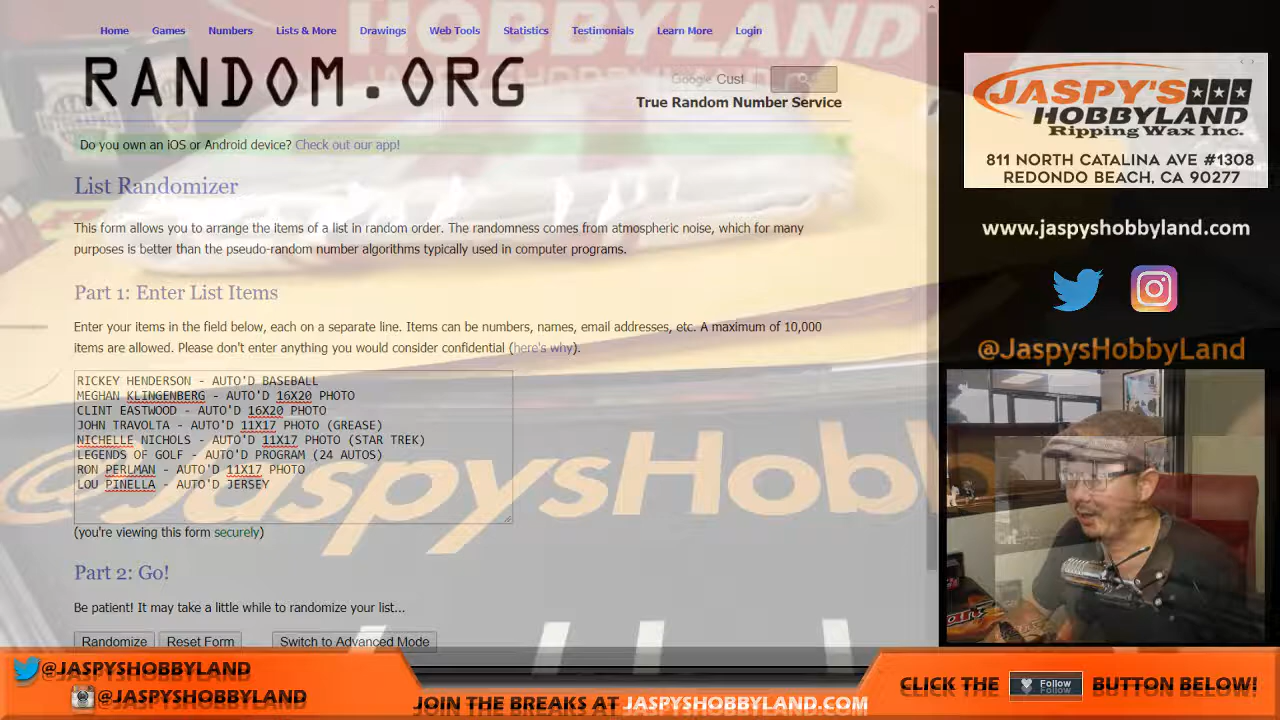 HOBBYLAND
Home Games Numbers Lists & More Drawings Web Tools Statistics Testimonials Learn More Login
RANDOM.ORG
Google Cust
True Random Number Service
Do you own an iOS or Android device? Check out our app!
List Randomizer
This form allows you to arrange the items of a list in random order. The randomness comes from atmospheric noise, which for many
purposes is better than the pseudo-random number algorithms typically used in computer programs.
Part 1: Enter List Items
Enter your items in the field below, each on a separate line. Items can be numbers, names, email addresses, etc. A maximum of 10,000
items are allowed. Please don't enter anything you would consider confidential (here's why).
RICKEY HENDERSON - AUTO'D BASEBALL
MEGHAN KLINGENBERG - AUTO'D 16X20 PHOTO
CLINT EASTWOOD - AUTO'D 16X20 PHOTO
JOHN TRAVOLTA - AUTO'D 11X17 PHOTO (GREASE)
NICHELLE NICHOLS - AUTO'D 11X17 PHOTO (STAR TREK)
LEGENDS OF GOLF - AUTO'D PROGRAM (24 AUTOS)
RON PERLMAN - AUTO'D 11X17 PHOTO
LOU PINELLA - AUTO'D JERSEY
(you're viewing this form securely)
Part 2: Go!
Be patient! It may take a little while to randomize your list...
Randomize Reset Form Switch to Advanced Mode
JASPY'S
HOBBYLAND
Ripping Wax Inc.
811 NORTH CATALINA AVE #1308
REDONDO BEACH, CA 90277
www.jaspyshobbyland.com
@JaspysHobbyLand
@JASPYSHOBBYLAND
@JASPYSHOBBYLAND
JOIN THE BREAKS AT JASPYSHOBBYLAND.COM
CLICK THE Follow BUTTON BELOW!